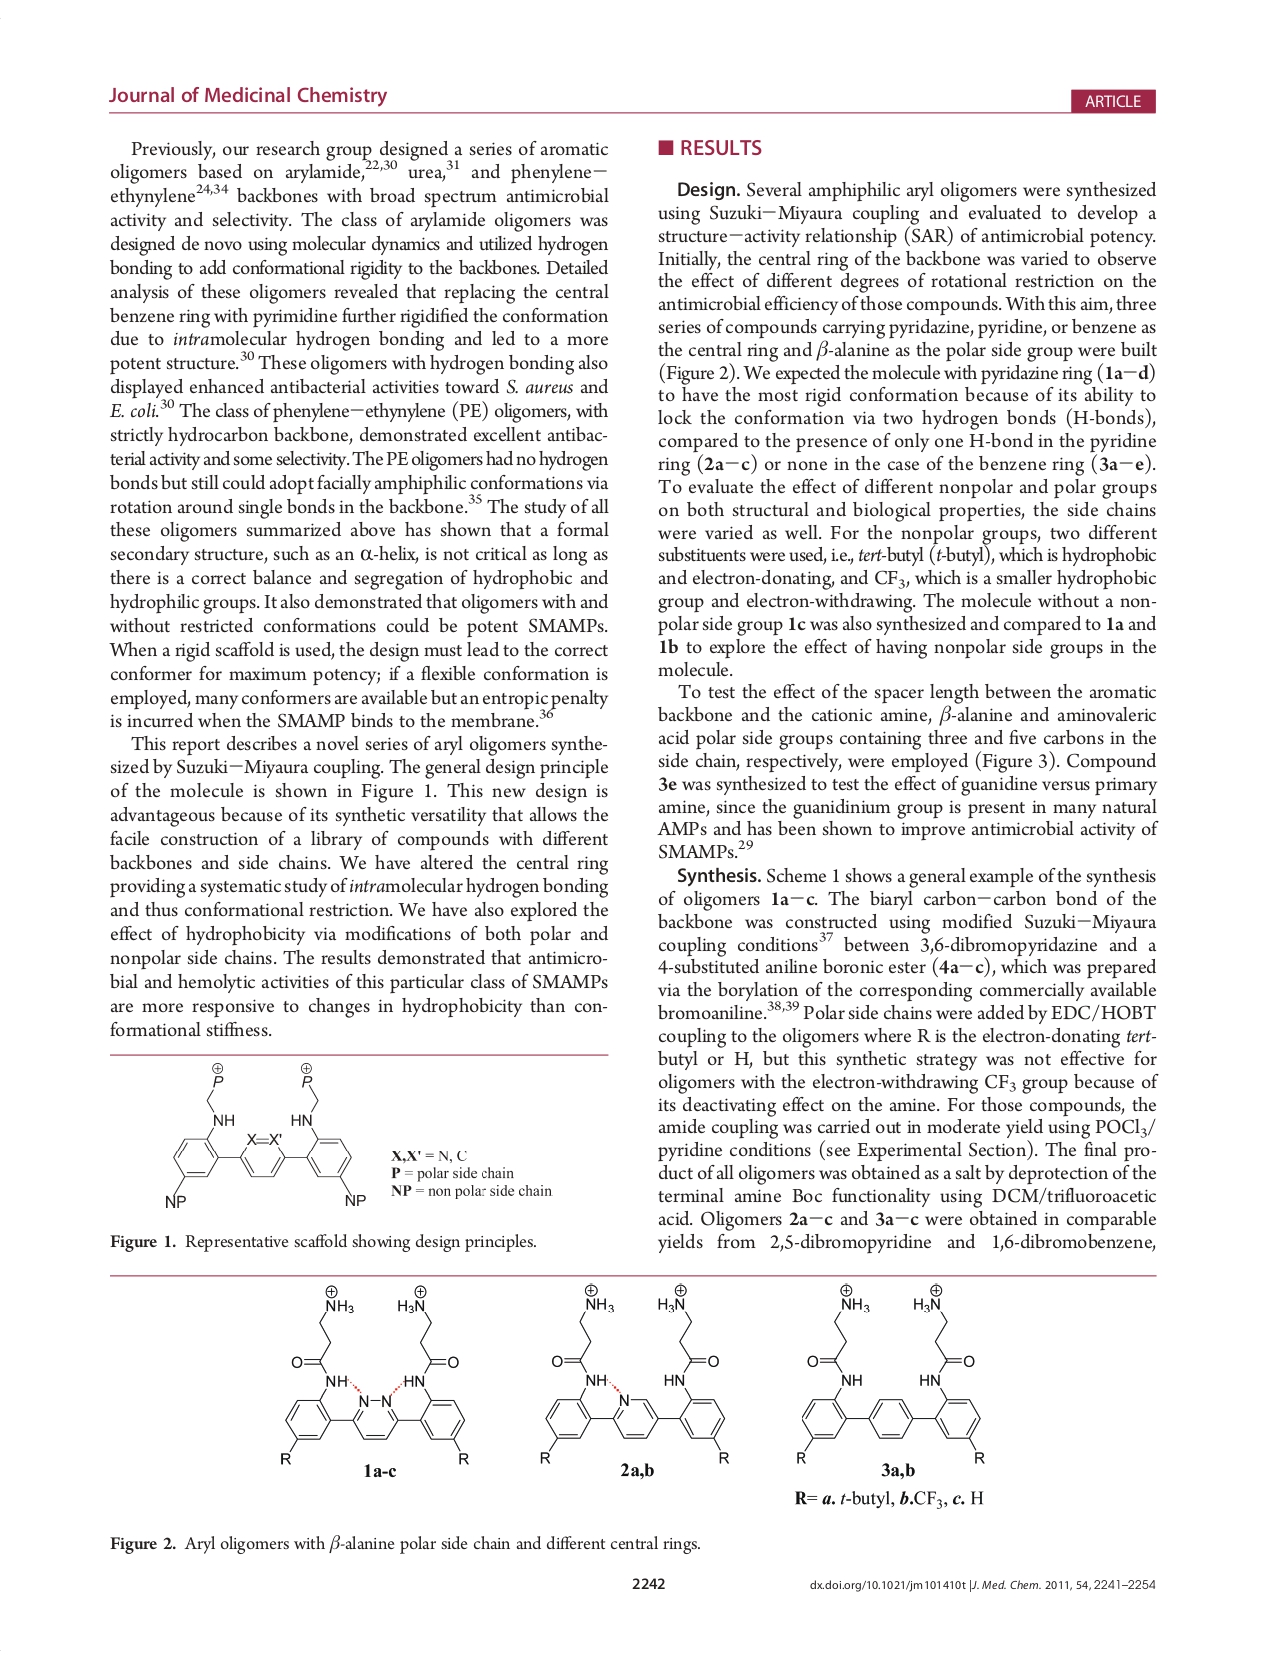 Journal of Medicinal Chemistry
ARTICLE
Previously, our research group designed a series of aromatic
oligomers based on arylamide,22,30 urea,31 and phenylene−
ethynylene24,34 backbones with broad spectrum antimicrobial
activity and selectivity. The class of arylamide oligomers was
designed de novo using molecular dynamics and utilized hydrogen
bonding to add conformational rigidity to the backbones. Detailed
analysis of these oligomers revealed that replacing the central
benzene ring with pyrimidine further rigidified the conformation
due to intramolecular hydrogen bonding and led to a more
potent structure.30 These oligomers with hydrogen bonding also
displayed enhanced antibacterial activities toward S. aureus and
E. coli.30 The class of phenylene−ethynylene (PE) oligomers, with
strictly hydrocarbon backbone, demonstrated excellent antibac-
terial activity and some selectivity. The PE oligomers had no hydrogen
bonds but still could adopt facially amphiphilic conformations via
rotation around single bonds in the backbone.35 The study of all
these oligomers summarized above has shown that a formal
secondary structure, such as an α-helix, is not critical as long as
there is a correct balance and segregation of hydrophobic and
hydrophilic groups. It also demonstrated that oligomers with and
without restricted conformations could be potent SMAMPs.
When a rigid scaffold is used, the design must lead to the correct
conformer for maximum potency; if a flexible conformation is
employed, many conformers are available but an entropic penalty
is incurred when the SMAMP binds to the membrane.36
This report describes a novel series of aryl oligomers synthe-
sized by Suzuki−Miyaura coupling. The general design principle
of the molecule is shown in Figure 1. This new design is
advantageous because of its synthetic versatility that allows the
facile construction of a library of compounds with different
backbones and side chains. We have altered the central ring
providing a systematic study of intramolecular hydrogen bonding
and thus conformational restriction. We have also explored the
effect of hydrophobicity via modifications of both polar and
nonpolar side chains. The results demonstrated that antimicro-
bial and hemolytic activities of this particular class of SMAMPs
are more responsive to changes in hydrophobicity than con-
formational stiffness.
⊕ ⊕
P P
NH HN
X=X'
NP NP
X,X' = N, C
P = polar side chain
NP = non polar side chain
Figure 1. Representative scaffold showing design principles.
■ RESULTS
Design. Several amphiphilic aryl oligomers were synthesized
using Suzuki−Miyaura coupling and evaluated to develop a
structure−activity relationship (SAR) of antimicrobial potency.
Initially, the central ring of the backbone was varied to observe
the effect of different degrees of rotational restriction on the
antimicrobial efficiency of those compounds. With this aim, three
series of compounds carrying pyridazine, pyridine, or benzene as
the central ring and β-alanine as the polar side group were built
(Figure 2). We expected the molecule with pyridazine ring (1a−d)
to have the most rigid conformation because of its ability to
lock the conformation via two hydrogen bonds (H-bonds),
compared to the presence of only one H-bond in the pyridine
ring (2a−c) or none in the case of the benzene ring (3a−e).
To evaluate the effect of different nonpolar and polar groups
on both structural and biological properties, the side chains
were varied as well. For the nonpolar groups, two different
substituents were used, i.e., tert-butyl (t-butyl), which is hydrophobic
and electron-donating, and CF3, which is a smaller hydrophobic
group and electron-withdrawing. The molecule without a non-
polar side group 1c was also synthesized and compared to 1a and
1b to explore the effect of having nonpolar side groups in the
molecule.
To test the effect of the spacer length between the aromatic
backbone and the cationic amine, β-alanine and aminovaleric
acid polar side groups containing three and five carbons in the
side chain, respectively, were employed (Figure 3). Compound
3e was synthesized to test the effect of guanidine versus primary
amine, since the guanidinium group is present in many natural
AMPs and has been shown to improve antimicrobial activity of
SMAMPs.29
Synthesis. Scheme 1 shows a general example of the synthesis
of oligomers 1a−c. The biaryl carbon−carbon bond of the
backbone was constructed using modified Suzuki−Miyaura
coupling conditions37 between 3,6-dibromopyridazine and a
4-substituted aniline boronic ester (4a−c), which was prepared
via the borylation of the corresponding commercially available
bromoaniline.38,39 Polar side chains were added by EDC/HOBT
coupling to the oligomers where R is the electron-donating tert-
butyl or H, but this synthetic strategy was not effective for
oligomers with the electron-withdrawing CF3 group because of
its deactivating effect on the amine. For those compounds, the
amide coupling was carried out in moderate yield using POCl3/
pyridine conditions (see Experimental Section). The final pro-
duct of all oligomers was obtained as a salt by deprotection of the
terminal amine Boc functionality using DCM/trifluoroacetic
acid. Oligomers 2a−c and 3a−c were obtained in comparable
yields from 2,5-dibromopyridine and 1,6-dibromobenzene,
⊕ ⊕ ⊕ ⊕ ⊕ ⊕
NH3 H3N NH3 H3N NH3 H3N
O O O O O O
NH HN NH HN NH HN
N−N N
R R R R R R
1a-c 2a,b 3a,b
R= a. t-butyl, b.CF3, c. H
Figure 2. Aryl oligomers with β-alanine polar side chain and different central rings.
2242
dx.doi.org/10.1021/jm101410t |J. Med. Chem. 2011, 54, 2241–2254